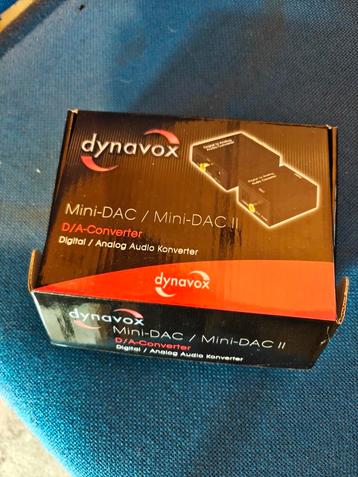 dynavox
Mini-DAC / Mini-DAC II
D/A-Converter
Digital / Analog Audio Konverter
dynavox
dynavox
Mini-DAC / Mini-DAC II
D/A-Converter
Digital / Analog Audio Konverter